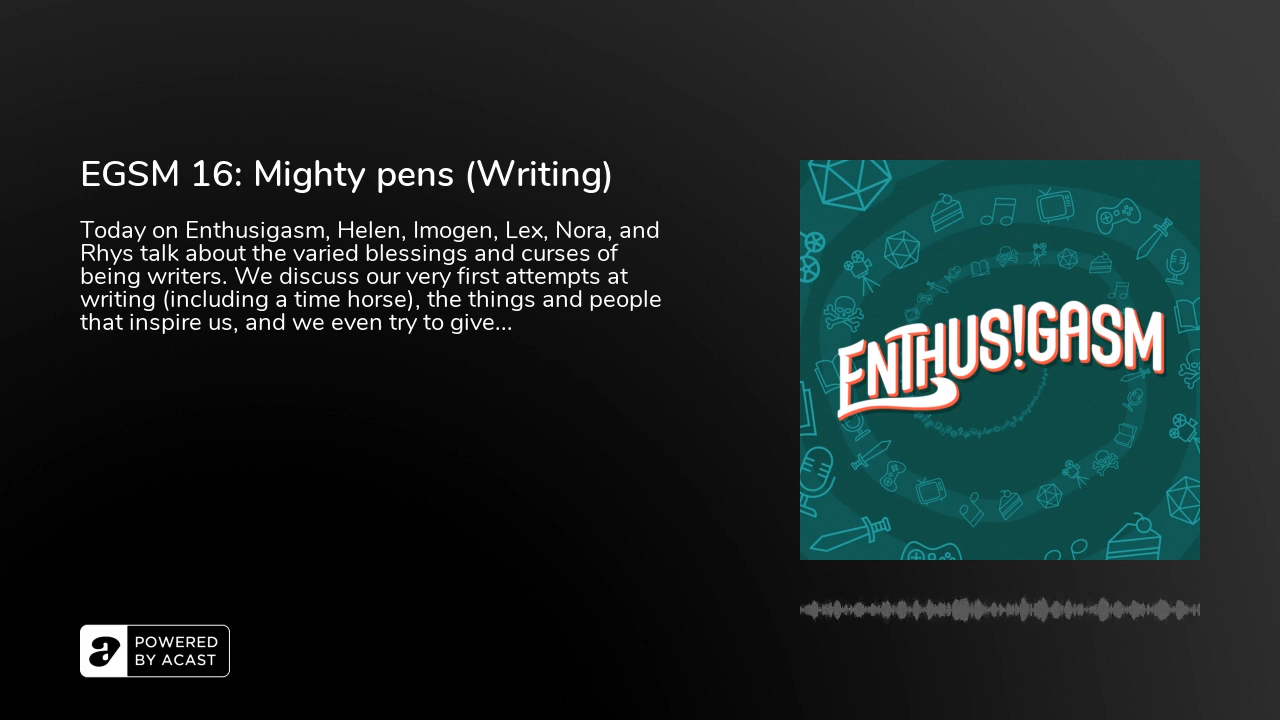 EGSM 16: Mighty pens (Writing)
Today on Enthusigasm, Helen, Imogen, Lex, Nora, and
Rhys talk about the varied blessings and curses of
being writers. We discuss our very first attempts at
writing (including a time horse), the things and people
that inspire us, and we even try to give...
ENTHUS!GASM
POWERED
BY ACAST